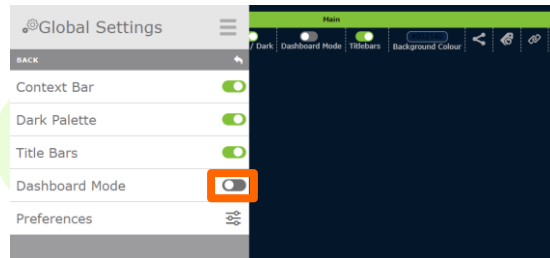 Global Settings
BACK
Context Bar
Dark Palette
Title Bars
Dashboard Mode
Preferences
Main
/ Dark
Dashboard Mode
Titlebars
Background Colour